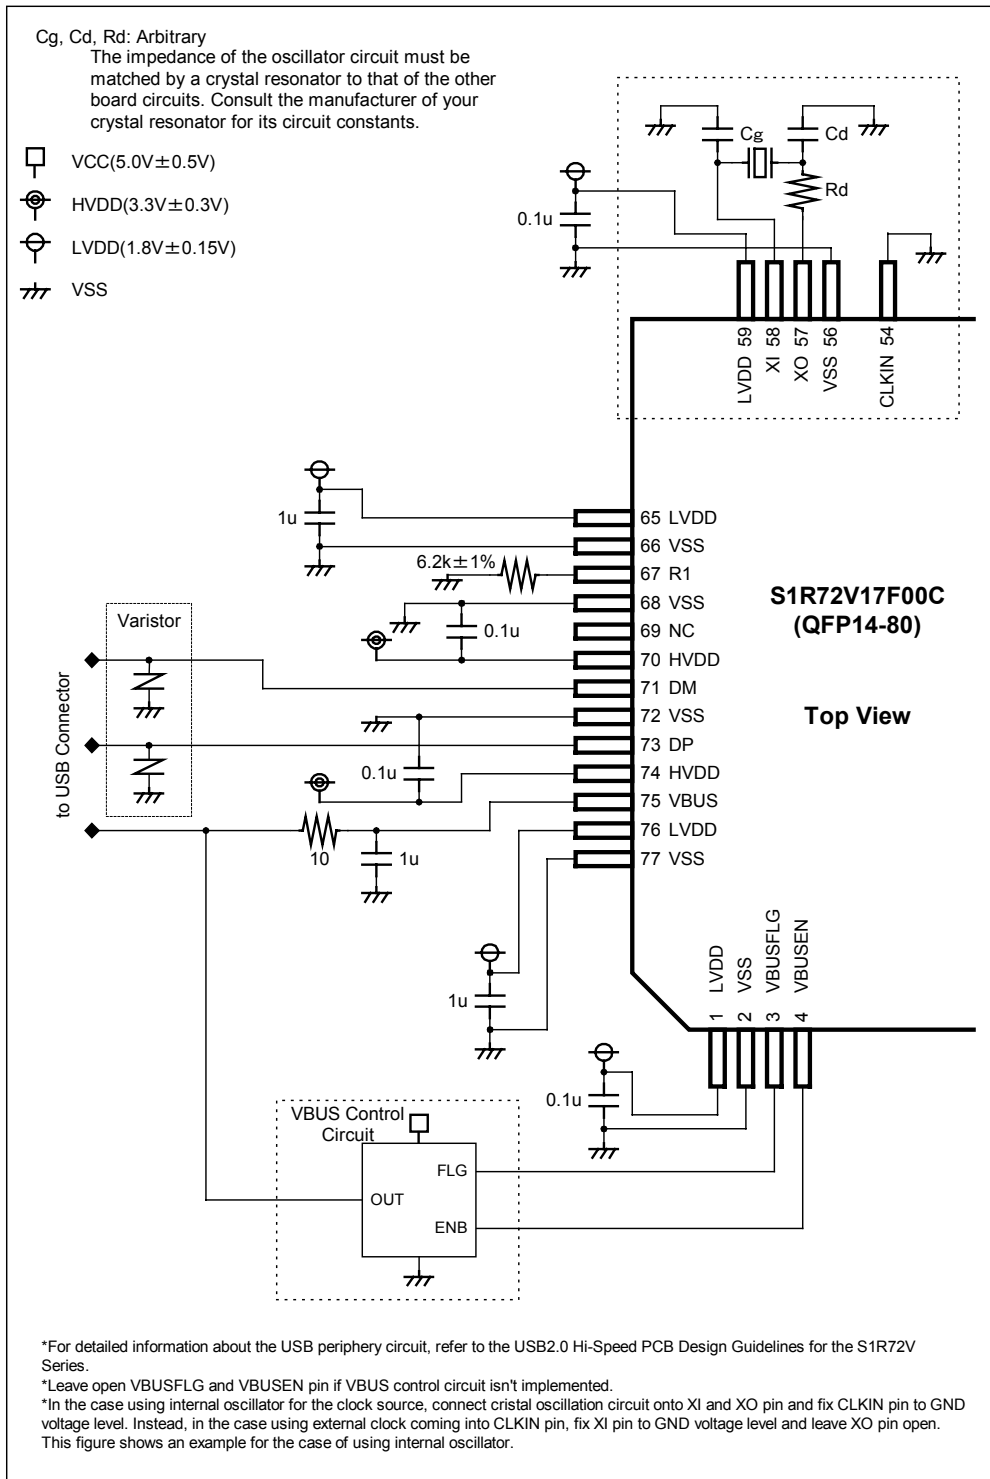 Cg, Cd, Rd: Arbitrary
The impedance of the oscillator circuit must be
matched by a crystal resonator to that of the other
board circuits. Consult the manufacturer of your
crystal resonator for its circuit constants.
VCC(5.0V±0.5V)
HVDD(3.3V±0.3V)
LVDD(1.8V±0.15V)
VSS
Cg
Cd
Rd
0.1u
LVDD 59
XI 58
XO 57
VSS 56
CLKIN 54
1u
65 LVDD
66 VSS
6.2k±1%
67 R1
68 VSS
0.1u
69 NC
70 HVDD
71 DM
72 VSS
73 DP
0.1u
74 HVDD
75 VBUS
76 LVDD
77 VSS
S1R72V17F00C
(QFP14-80)
Top View
Varistor
to USB Connector
10
1u
1u
1 LVDD
2 VSS
3 VBUSFLG
4 VBUSEN
0.1u
VBUS Control
Circuit
FLG
OUT
ENB
*For detailed information about the USB periphery circuit, refer to the USB2.0 Hi-Speed PCB Design Guidelines for the S1R72V
Series.
*Leave open VBUSFLG and VBUSEN pin if VBUS control circuit isn't implemented.
*In the case using internal oscillator for the clock source, connect cristal oscillation circuit onto XI and XO pin and fix CLKIN pin to GND
voltage level. Instead, in the case using external clock coming into CLKIN pin, fix XI pin to GND voltage level and leave XO pin open.
This figure shows an example for the case of using internal oscillator.